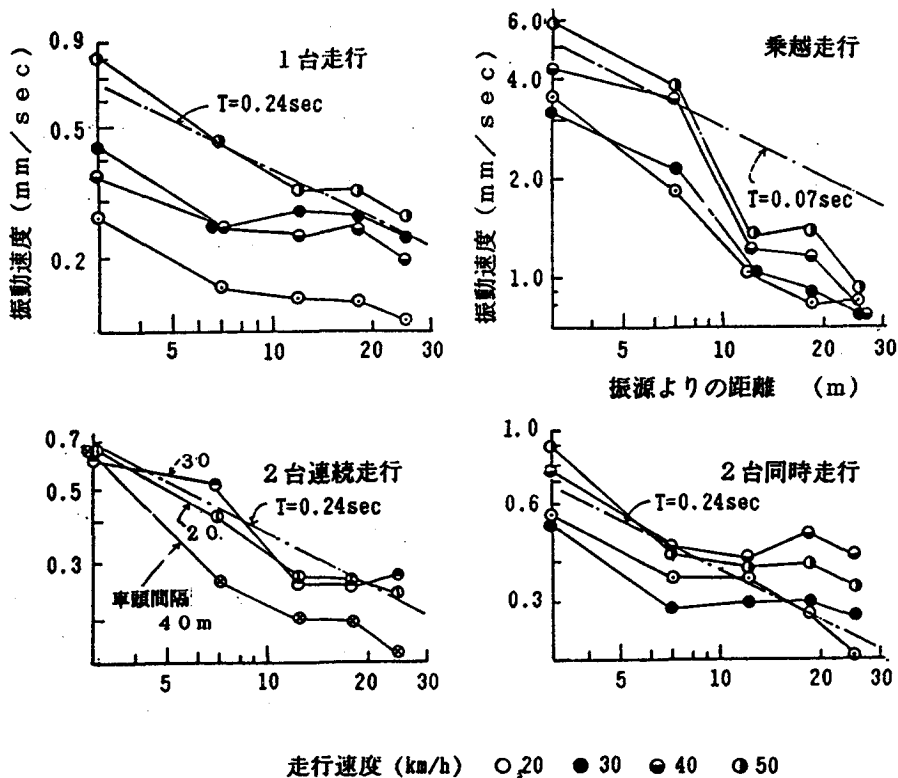 1台走行
振動速度 (mm/sec)
0.9
0.5
0.2
T=0.24sec
5 10 20 30
乗越走行
振動速度 (mm/sec)
6.0
4.0
2.0
1.0
T=0.07sec
5 10 20 30
振源よりの距離 (m)
2台連続走行
0.7
0.5
0.3
30
20.
T=0.24sec
車頭間隔
40m
5 10 20 30
2台同時走行
1.0
0.6
0.3
T=0.24sec
5 10 20 30
走行速度 (km/h) 20 30 40 50